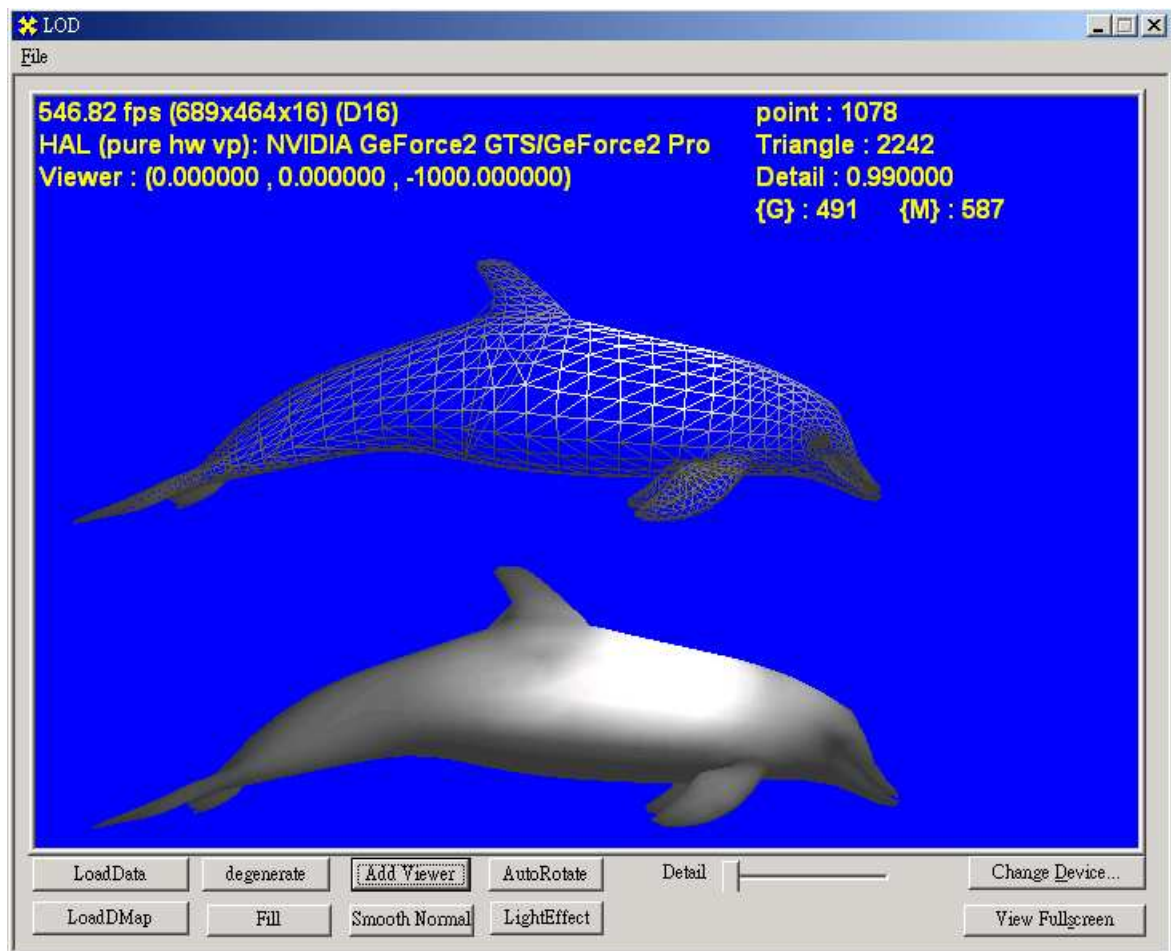 LOD
File
546.82 fps (689x464x16) (D16)
HAL (pure hw vp): NVIDIA GeForce2 GTS/GeForce2 Pro
Viewer : (0.000000 , 0.000000 , -1000.000000)
point : 1078
Triangle : 2242
Detail : 0.990000
{G} : 491 {M} : 587
LoadData
degenerate
Add Viewer
AutoRotate
Detail
Change Device...
LoadDMap
Fill
Smooth Normal
LightEffect
View Fullscreen